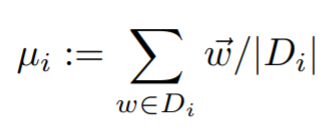 μ_i := ∑_{w∈D_i} \vec{w}/|D_i|